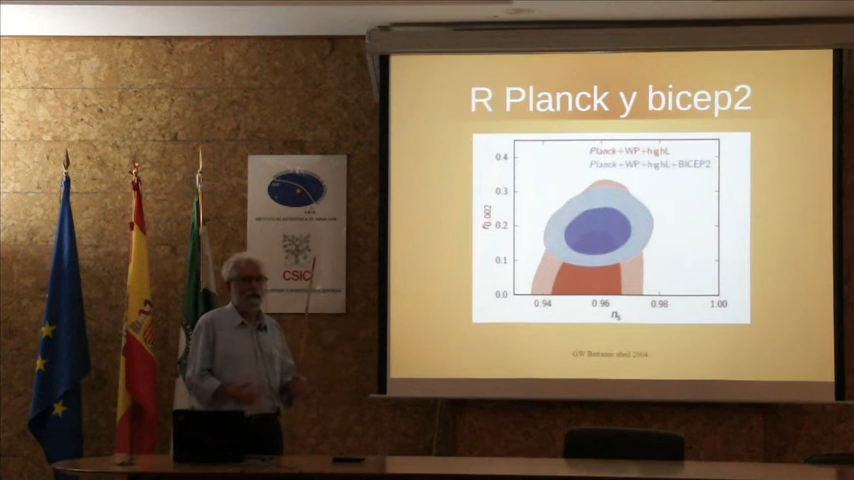 R Planck y bicep2
Planck+WP+highL
Planck+WP+highL+BICEP2
0.4
0.3
0.2
0.1
0.0
r0.002
0.94
0.96
0.98
1.00
ns
CSIC